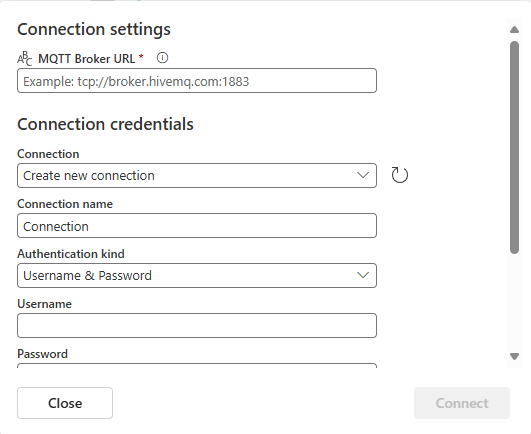 Connection settings
ABC MQTT Broker URL *
Example: tcp://broker.hivemq.com:1883
Connection credentials
Connection
Create new connection
Connection name
Connection
Authentication kind
Username & Password
Username
Password
Close
Connect